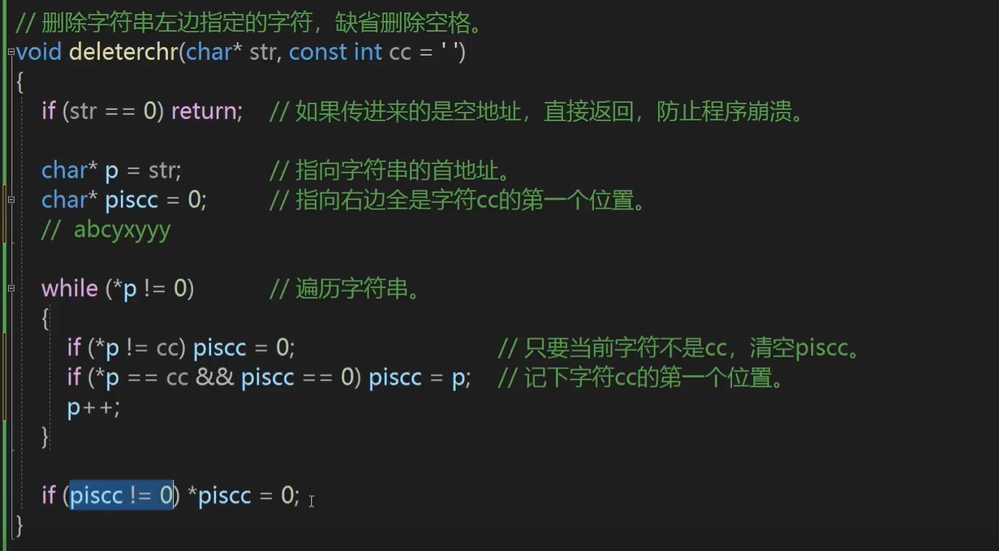 // 删除字符串左边指定的字符，缺省删除空格。
void deleterchr(char* str, const int cc = ' ')
{
if (str == 0) return; // 如果传进来的是空地址，直接返回，防止程序崩溃。
char* p = str; // 指向字符串的首地址。
char* piscc = 0; // 指向右边全是字符cc的第一个位置。
// abcyxyyy
while (*p != 0) // 遍历字符串。
{
if (*p != cc) piscc = 0; // 只要当前字符不是cc，清空piscc。
if (*p == cc && piscc == 0) piscc = p; // 记下字符cc的第一个位置。
p++;
}
if (piscc != 0) *piscc = 0;
}